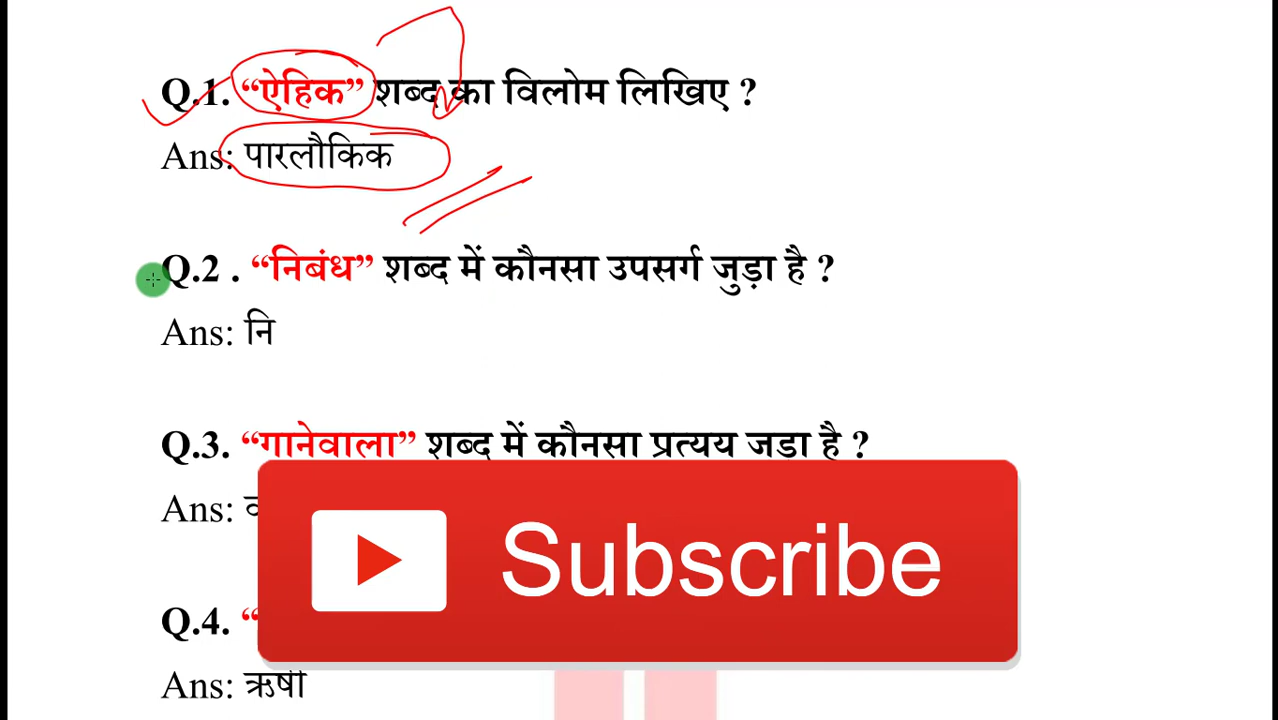 Q.1. “ऐहिक” शब्द का विलोम लिखिए ?
Ans: पारलौकिक
Q.2 . “निबंध” शब्द में कौनसा उपसर्ग जुड़ा है ?
Ans: नि
Q.3. “गानेवाला” शब्द में कौनसा प्रत्यय जुडा है ?
Ans:
Subscribe
Q.4. “
Ans: ऋषी